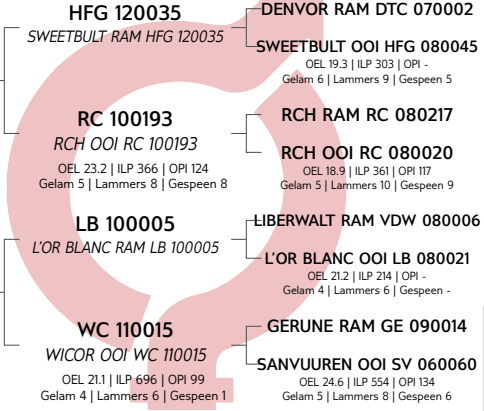 HFG 120035
SWEETBULT RAM HFG 120035
DENVOR RAM DTC 070002
SWEETBULT OOI HFG 080045
OEL 19.3 | ILP 303 | OPI -
Gelam 6 | Lammers 9 | Gespeen 5
RC 100193
RCH OOI RC 100193
OEL 23.2 | ILP 366 | OPI 124
Gelam 5 | Lammers 8 | Gespeen 8
RCH RAM RC 080217
RCH OOI RC 080020
OEL 18.9 | ILP 361 | OPI 117
Gelam 5 | Lammers 10 | Gespeen 9
LB 100005
L'OR BLANC RAM LB 100005
LIBERWALT RAM VDW 080006
L'OR BLANC OOI LB 080021
OEL 21.2 | ILP 214 | OPI -
Gelam 4 | Lammers 6 | Gespeen -
WC 110015
WICOR OOI WC 110015
OEL 21.1 | ILP 696 | OPI 99
Gelam 4 | Lammers 6 | Gespeen 1
GERUNE RAM GE 090014
SANVUUREN OOI SV 060060
OEL 24.6 | ILP 554 | OPI 134
Gelam 5 | Lammers 8 | Gespeen 6